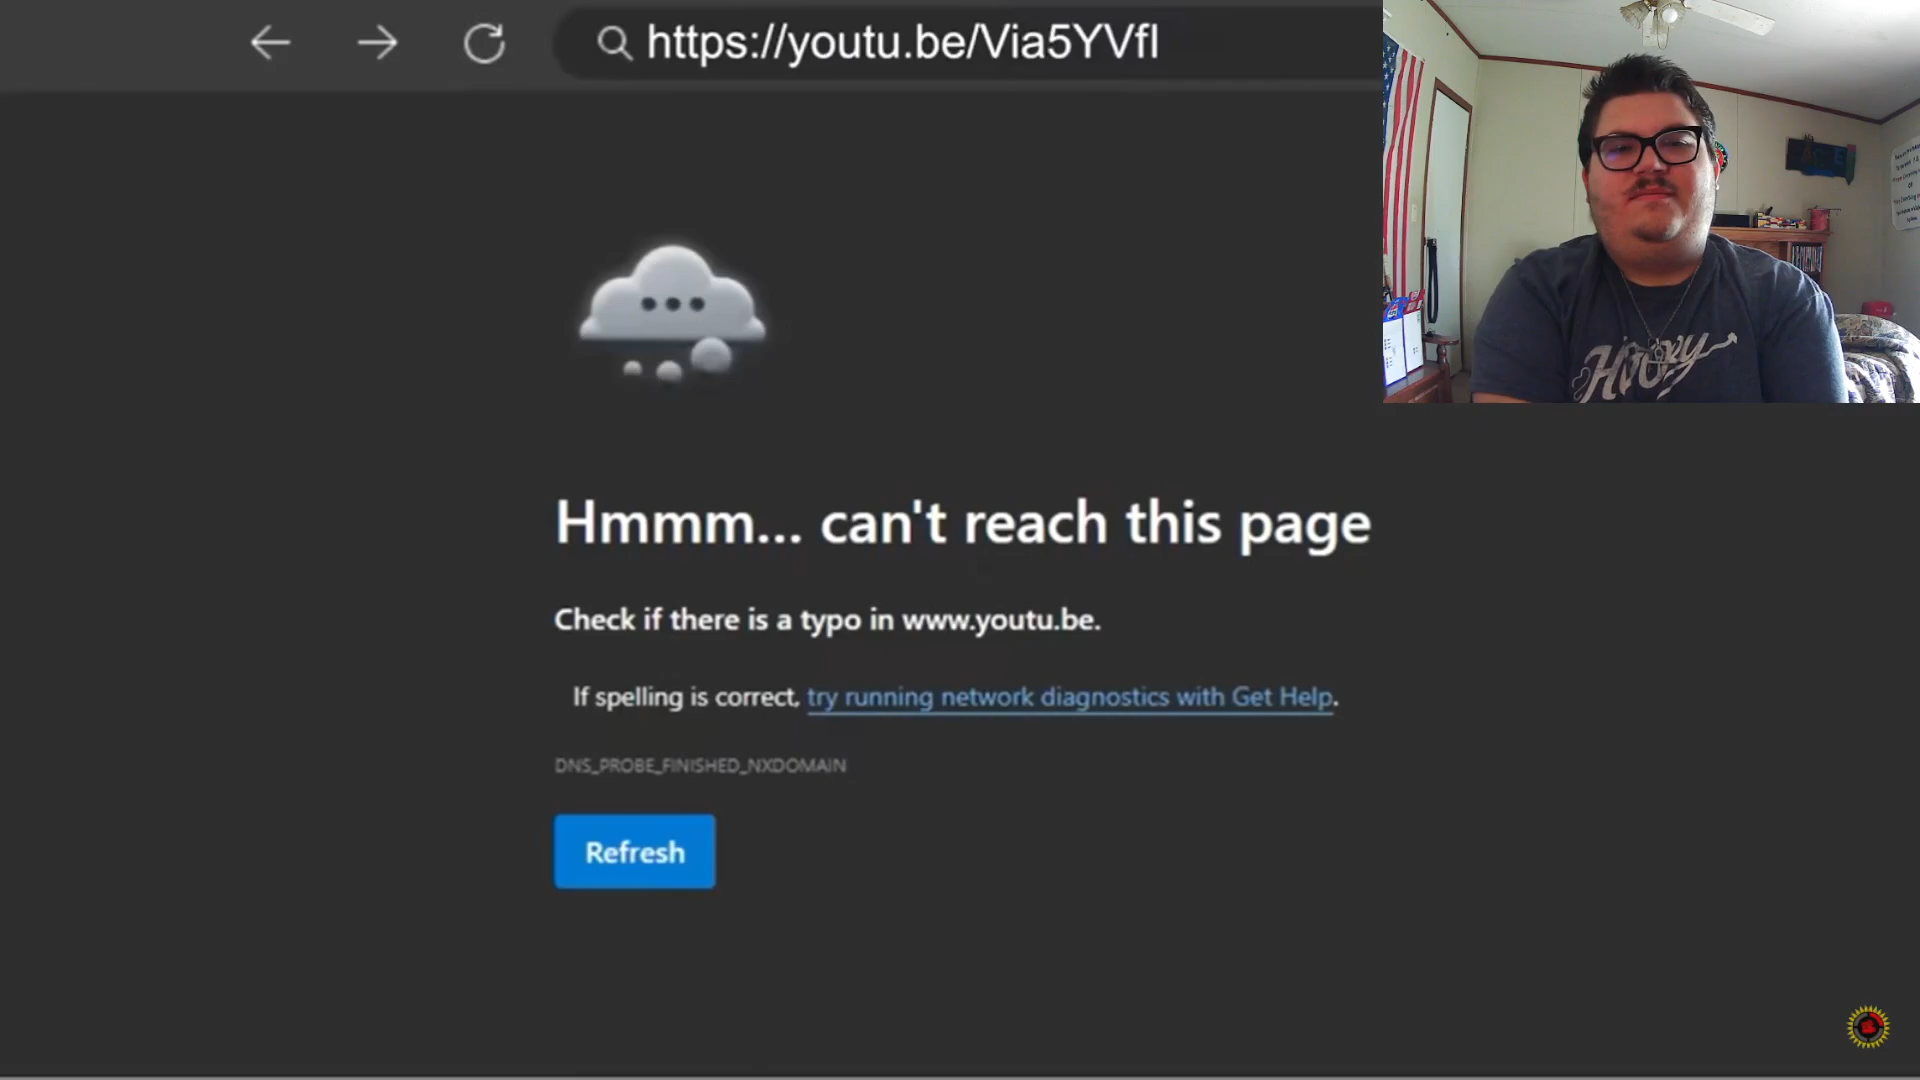 https://youtu.be/Via5YVfI
Hmmm... can't reach this page
Check if there is a typo in www.youtu.be.
If spelling is correct, try running network diagnostics with Get Help.
DNS_PROBE_FINISHED_NXDOMAIN
Refresh